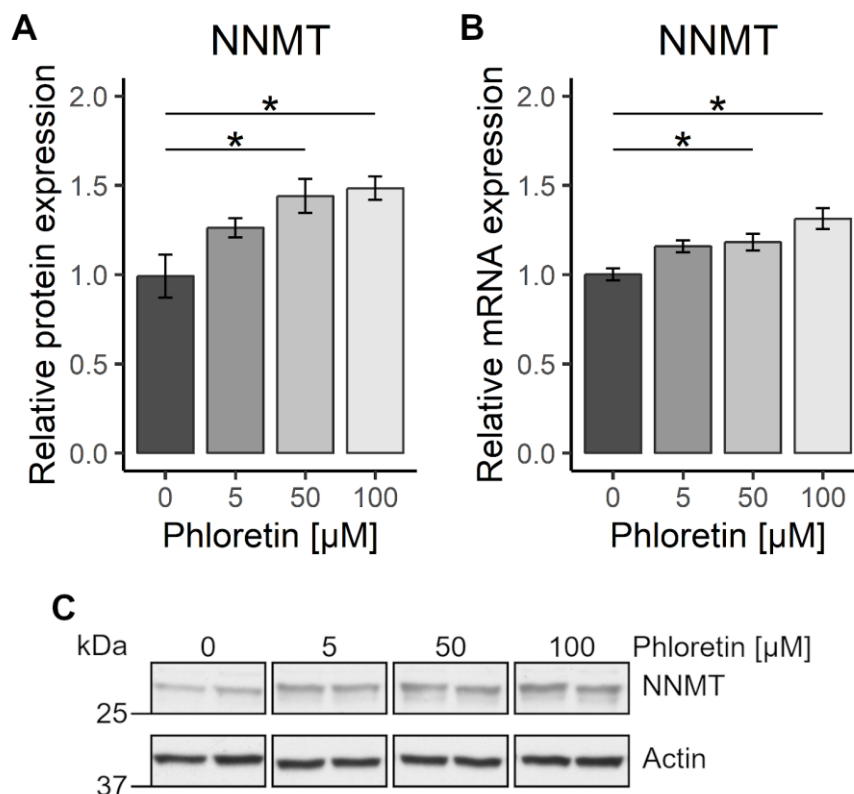 A
NNMT
Relative protein expression
2.0
1.5
1.0
0.5
0.0
*
*
0 5 50 100
Phloretin [µM]
B
NNMT
Relative mRNA expression
2.0
1.5
1.0
0.5
0.0
*
*
0 5 50 100
Phloretin [µM]
C
kDa 0 5 50 100 Phloretin [µM]
NNMT
25
Actin
37